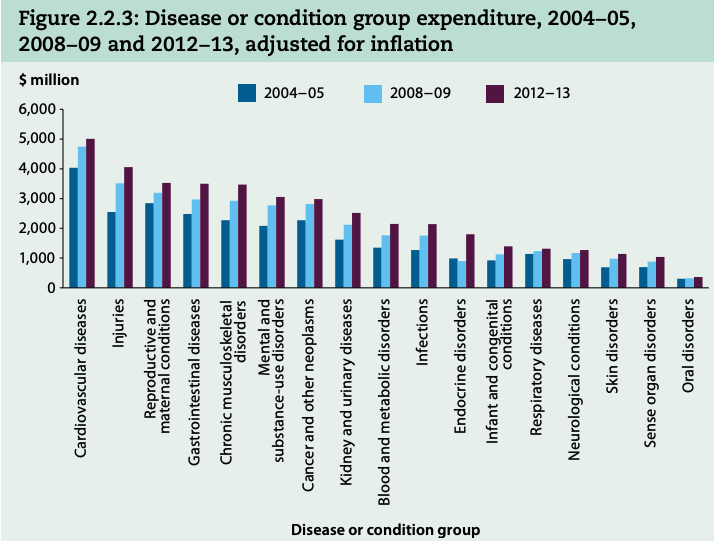 Figure 2.2.3: Disease or condition group expenditure, 2004–05,
2008–09 and 2012–13, adjusted for inflation
$ million
2004–05
2008–09
2012–13
6,000
5,000
4,000
3,000
2,000
1,000
0
Cardiovascular diseases
Injuries
Reproductive and
maternal conditions
Gastrointestinal diseases
Chronic musculoskeletal
disorders
Mental and
substance-use disorders
Cancer and other neoplasms
Kidney and urinary diseases
Blood and metabolic disorders
Infections
Endocrine disorders
Infant and congenital
conditions
Respiratory diseases
Neurological conditions
Skin disorders
Sense organ disorders
Oral disorders
Disease or condition group